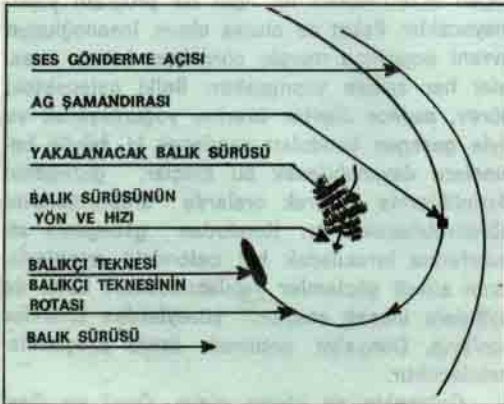 SES GÖNDERME AÇISI
AG ŞAMANDIRASI
YAKALANACAK BALIK SÜRÜSÜ
BALIK SÜRÜSÜNÜN
YÖN VE HIZI
BALIKÇI TEKNESİ
BALIKÇI TEKNESİNİN
ROTASI
BALIK SÜRÜSÜ